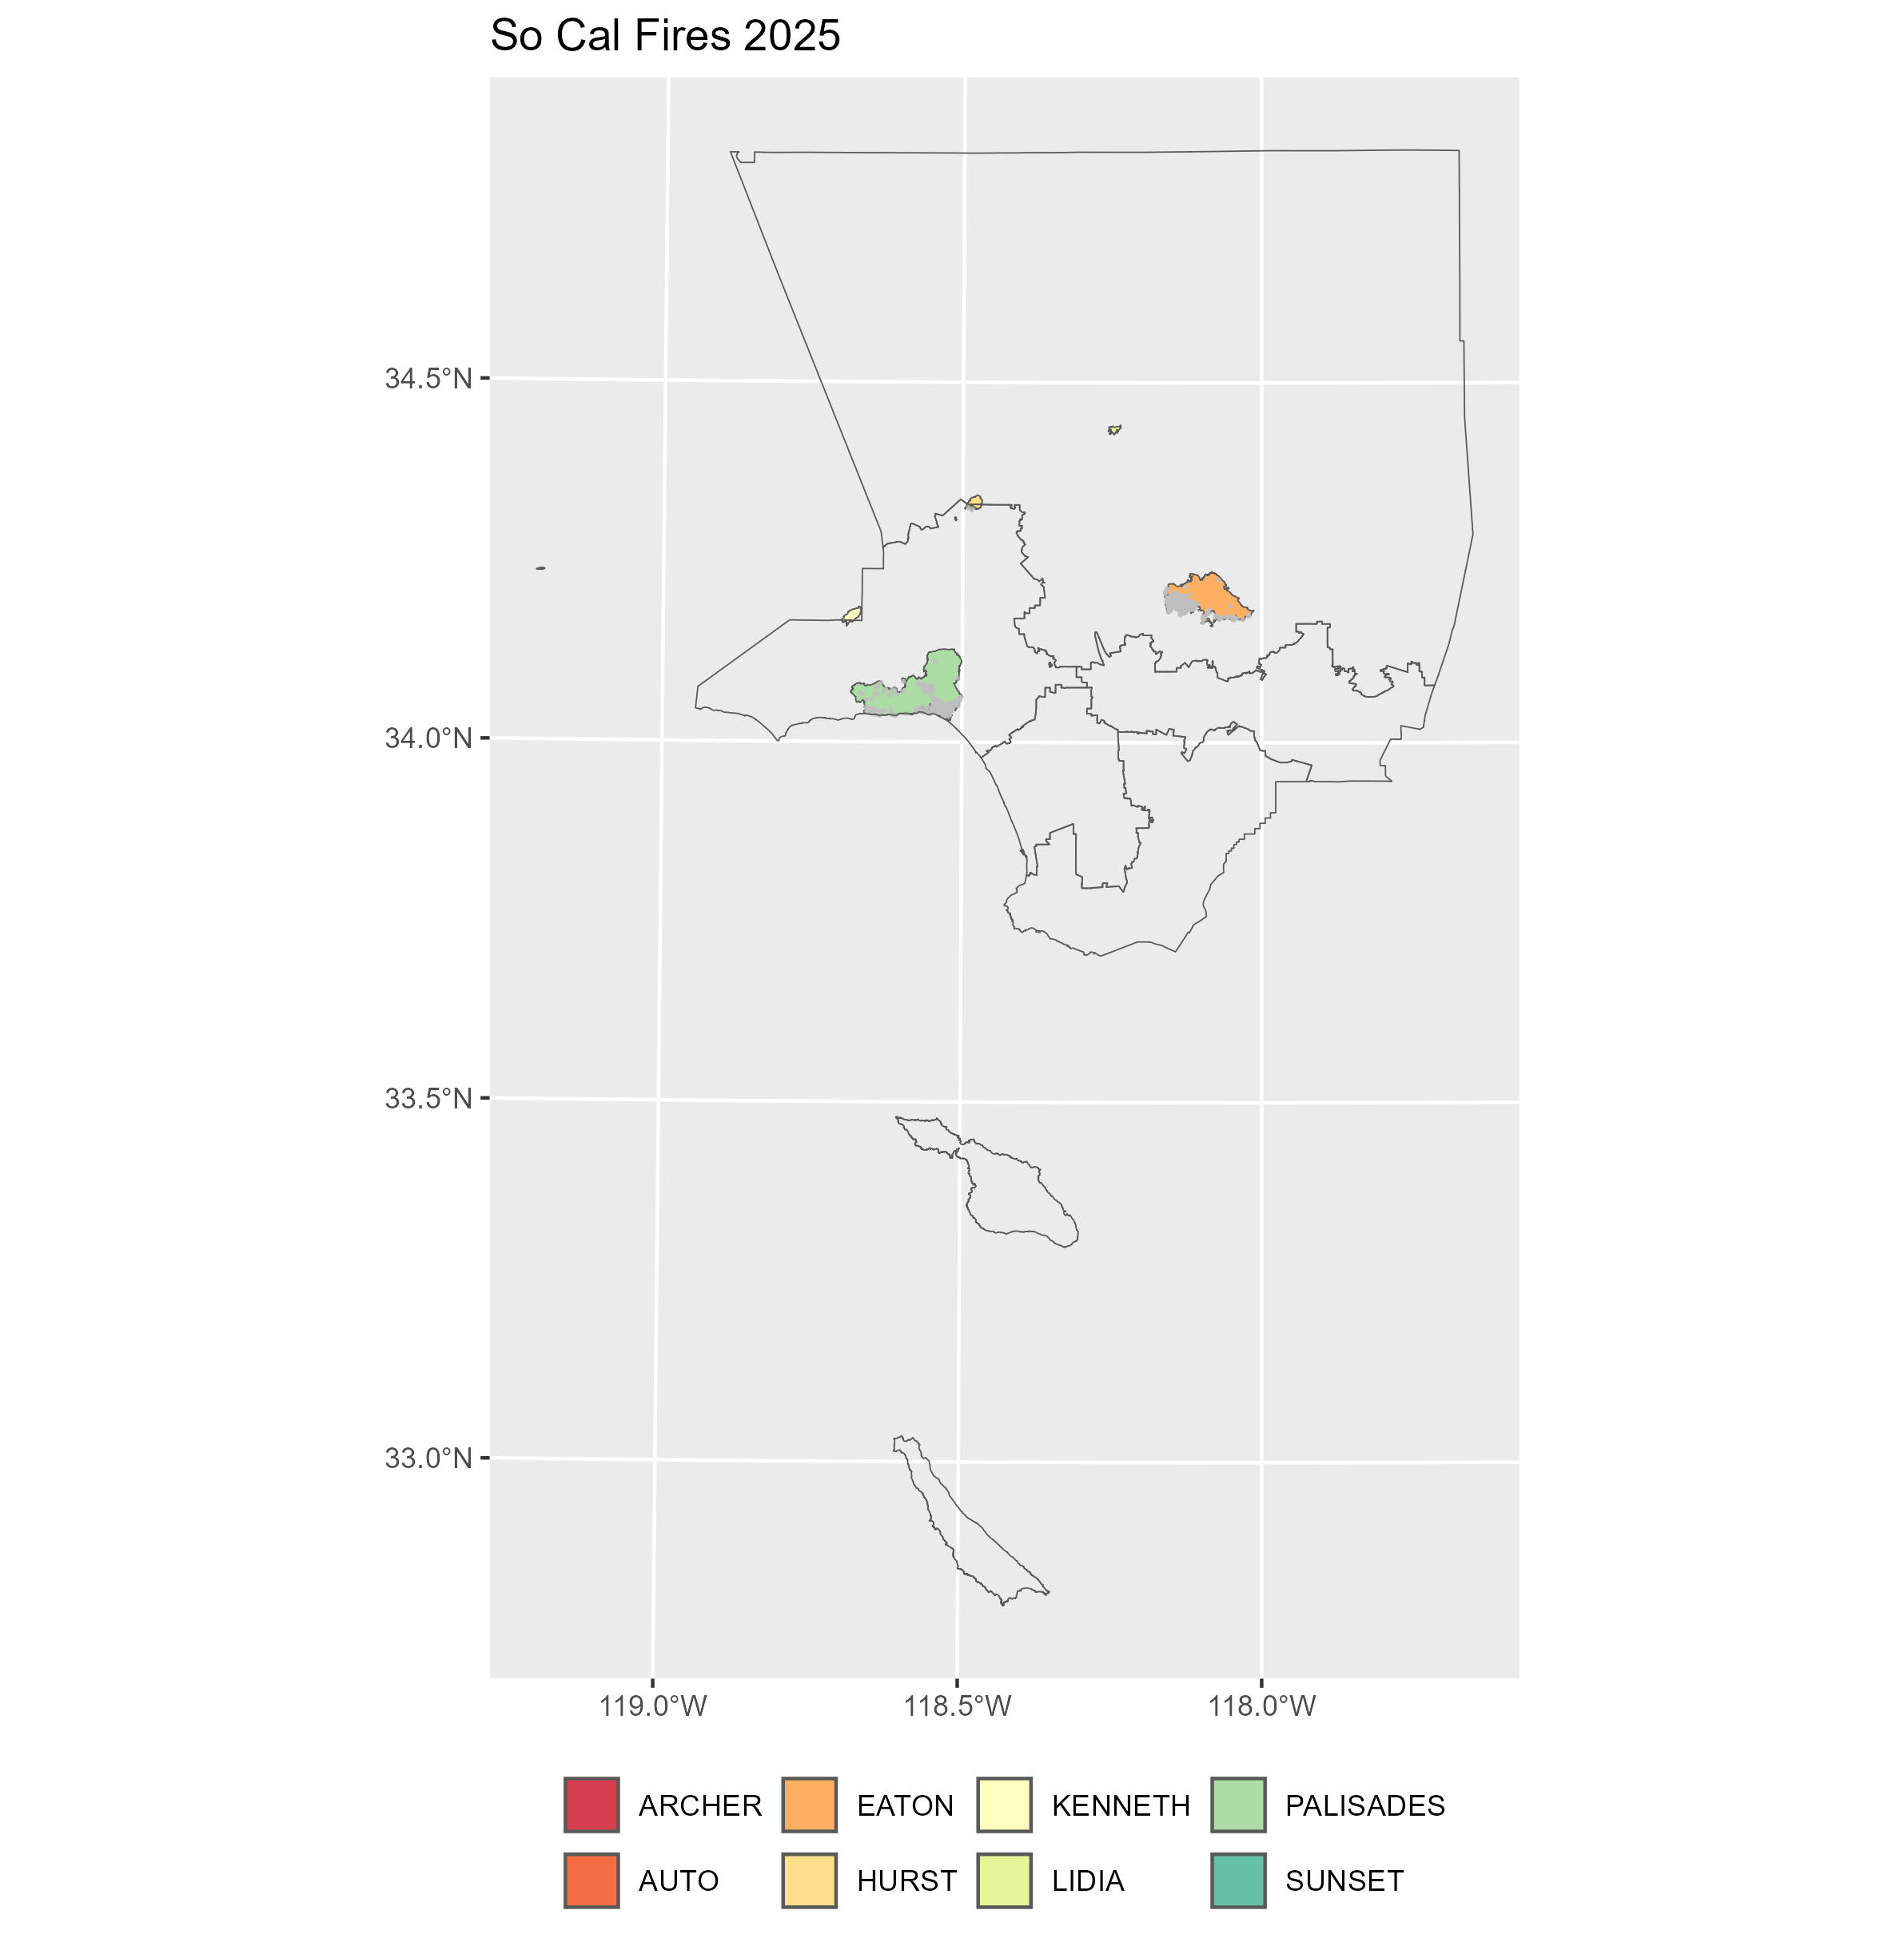 So Cal Fires 2025
34.5°N
34.0°N
33.5°N
33.0°N
119.0°W 118.5°W 118.0°W
ARCHER EATON KENNETH PALISADES
AUTO HURST LIDIA SUNSET